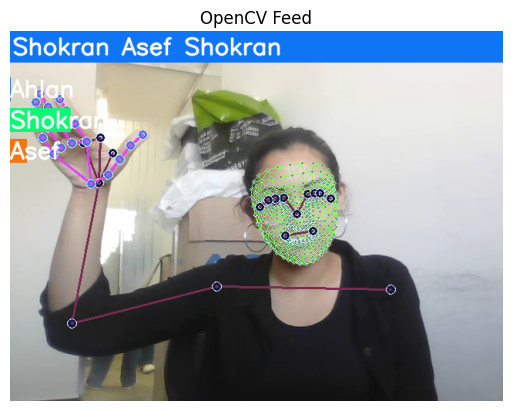 OpenCV Feed
Shokran Asef Shokran
Ahlan
Shokran
Asef